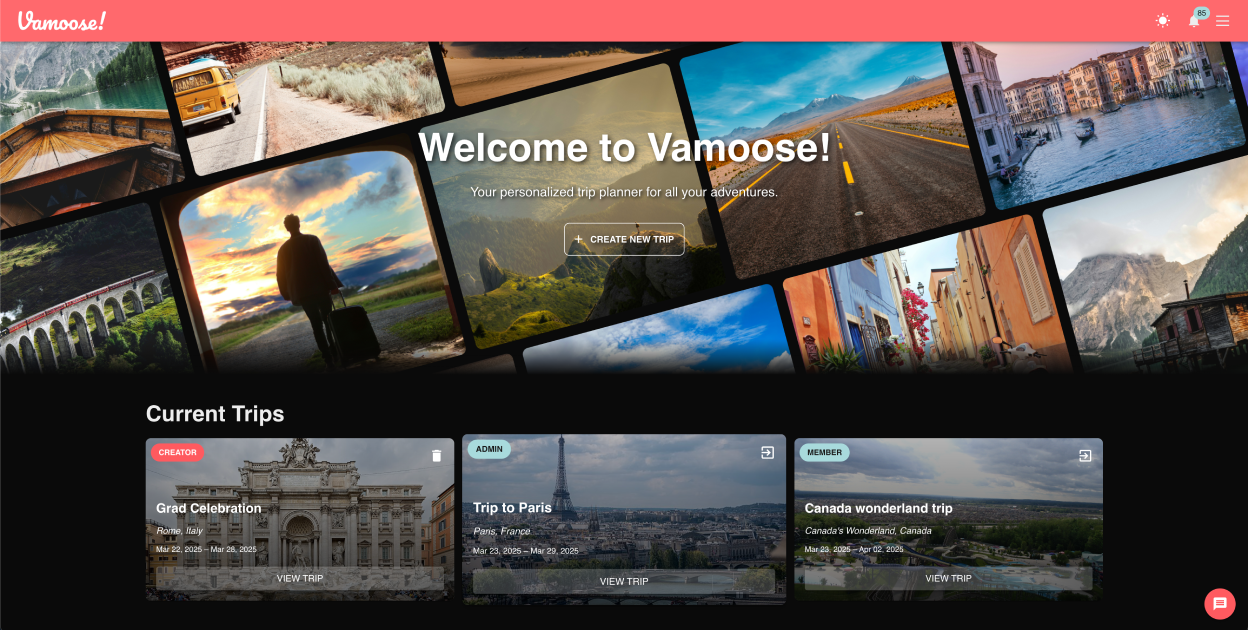 Vamoose!
85
Welcome to Vamoose!
Your personalized trip planner for all your adventures.
+ CREATE NEW TRIP
Current Trips
CREATOR
Grad Celebration
Rome, Italy
Mar 22, 2025 – Mar 28, 2025
VIEW TRIP
ADMIN
Trip to Paris
Paris, France
Mar 23, 2025 – Mar 29, 2025
VIEW TRIP
MEMBER
Canada wonderland trip
Canada's Wonderland, Canada
Mar 23, 2025 – Apr 02, 2025
VIEW TRIP